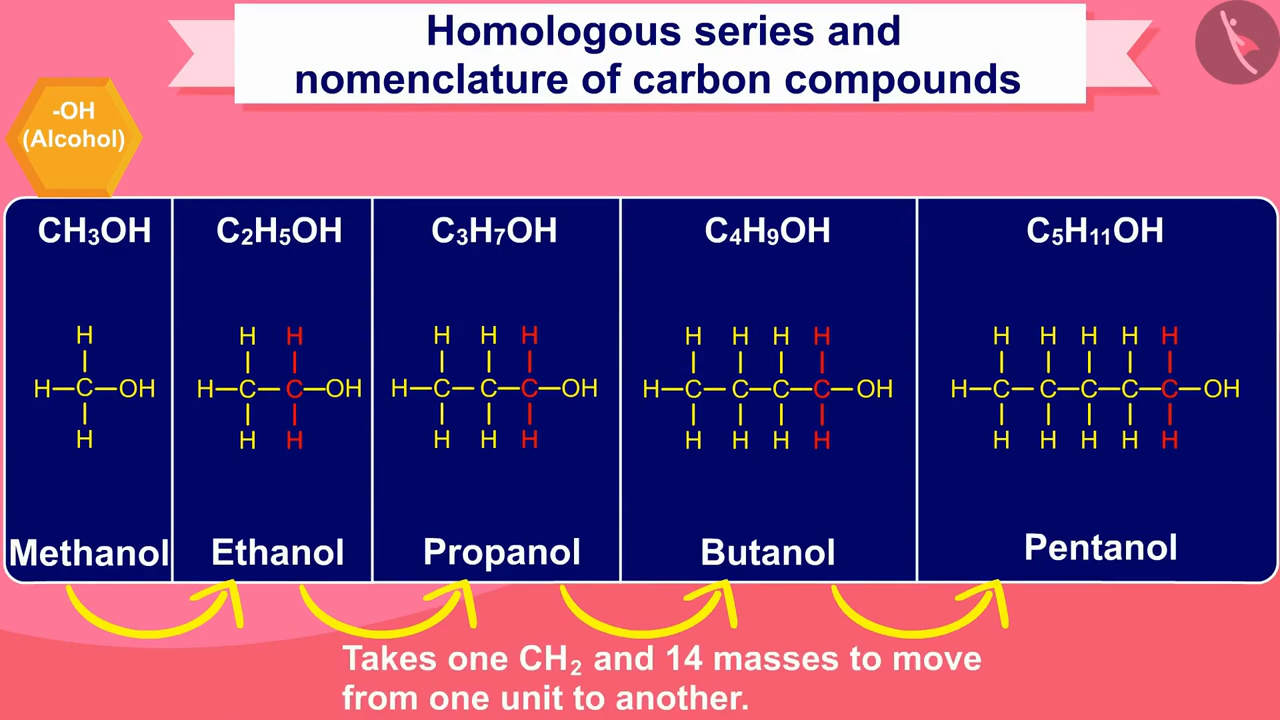 Homologous series and
nomenclature of carbon compounds
-OH
(Alcohol)
CH₃OH C₂H₅OH C₃H₇OH C₄H₉OH C₅H₁₁OH
H H H H H H H H H H H H H H H
H—C—OH H—C—C—OH H—C—C—C—OH H—C—C—C—C—OH H—C—C—C—C—C—OH
H H H H H H H H H H H H H H H
Methanol Ethanol Propanol Butanol Pentanol
Takes one CH₂ and 14 masses to move
from one unit to another.